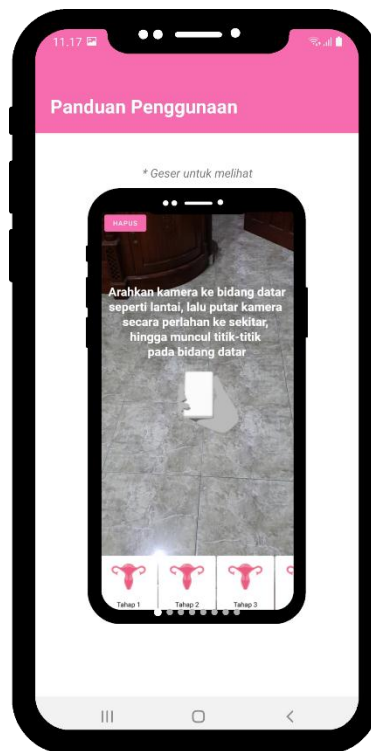 11.17
Panduan Penggunaan
* Geser untuk melihat
HAPUS
Arahkan kamera ke bidang datar
seperti lantai, lalu putar kamera
secara perlahan ke sekitar,
hingga muncul titik-titik
pada bidang datar
Tahap 1 Tahap 2 Tahap 3